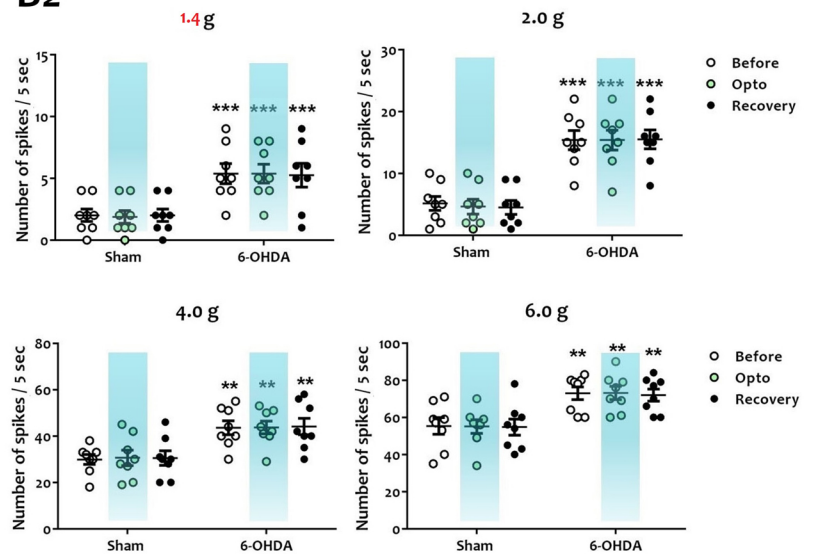 D2
1.4 g
2.0 g
Number of spikes / 5 sec
15
10
5
0
*** *** ***
Sham
6-OHDA
Number of spikes / 5 sec
30
20
10
0
*** *** ***
Sham
6-OHDA
Before
Opto
Recovery
4.0 g
6.0 g
Number of spikes / 5 sec
80
60
40
20
0
** ** **
Sham
6-OHDA
Number of spikes / 5 sec
100
80
60
40
20
0
** ** **
Sham
6-OHDA
Before
Opto
Recovery